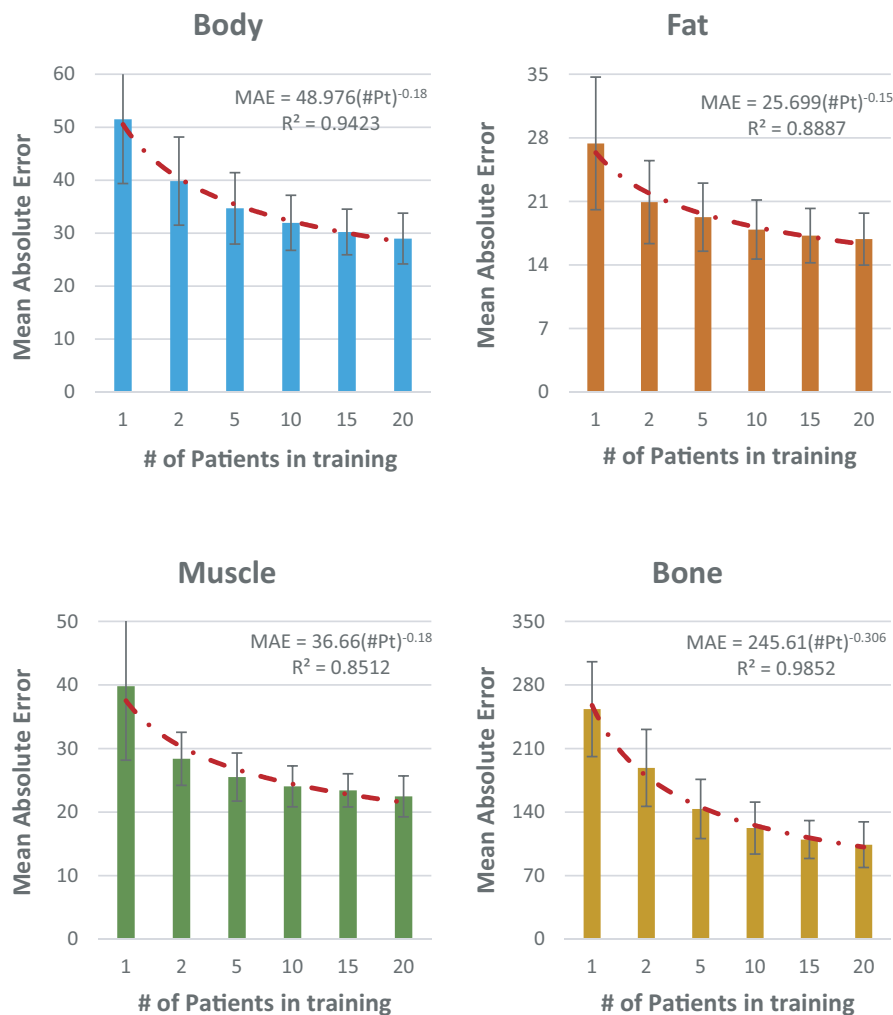 Body
MAE = 48.976(#Pt)^-0.18
R² = 0.9423
Mean Absolute Error
60
50
40
30
20
10
0
1 2 5 10 15 20
# of Patients in training
Fat
MAE = 25.699(#Pt)^-0.15
R² = 0.8887
Mean Absolute Error
35
28
21
14
7
0
1 2 5 10 15 20
# of Patients in training
Muscle
MAE = 36.66(#Pt)^-0.18
R² = 0.8512
Mean Absolute Error
50
40
30
20
10
0
1 2 5 10 15 20
# of Patients in training
Bone
MAE = 245.61(#Pt)^-0.306
R² = 0.9852
Mean Absolute Error
350
280
210
140
70
0
1 2 5 10 15 20
# of Patients in training